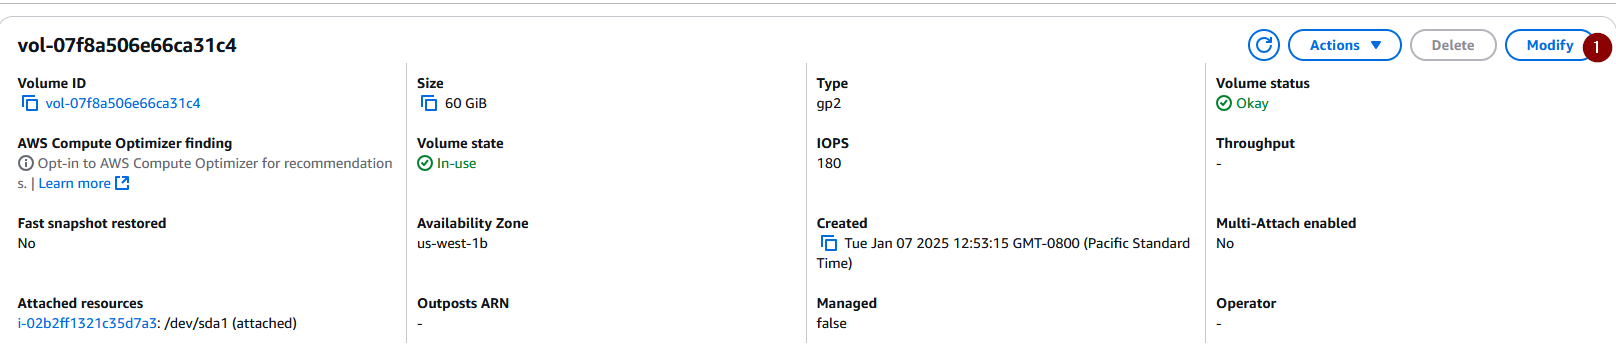 vol-07f8a506e66ca31c4
Actions
Delete
Modify
1
Volume ID
vol-07f8a506e66ca31c4
Size
60 GiB
Type
gp2
Volume status
Okay
AWS Compute Optimizer finding
Opt-in to AWS Compute Optimizer for recommendation
s. | Learn more
Volume state
In-use
IOPS
180
Throughput
-
Fast snapshot restored
No
Availability Zone
us-west-1b
Created
Tue Jan 07 2025 12:53:15 GMT-0800 (Pacific Standard
Time)
Multi-Attach enabled
No
Attached resources
i-02b2ff1321c35d7a3: /dev/sda1 (attached)
Outposts ARN
-
Managed
false
Operator
-